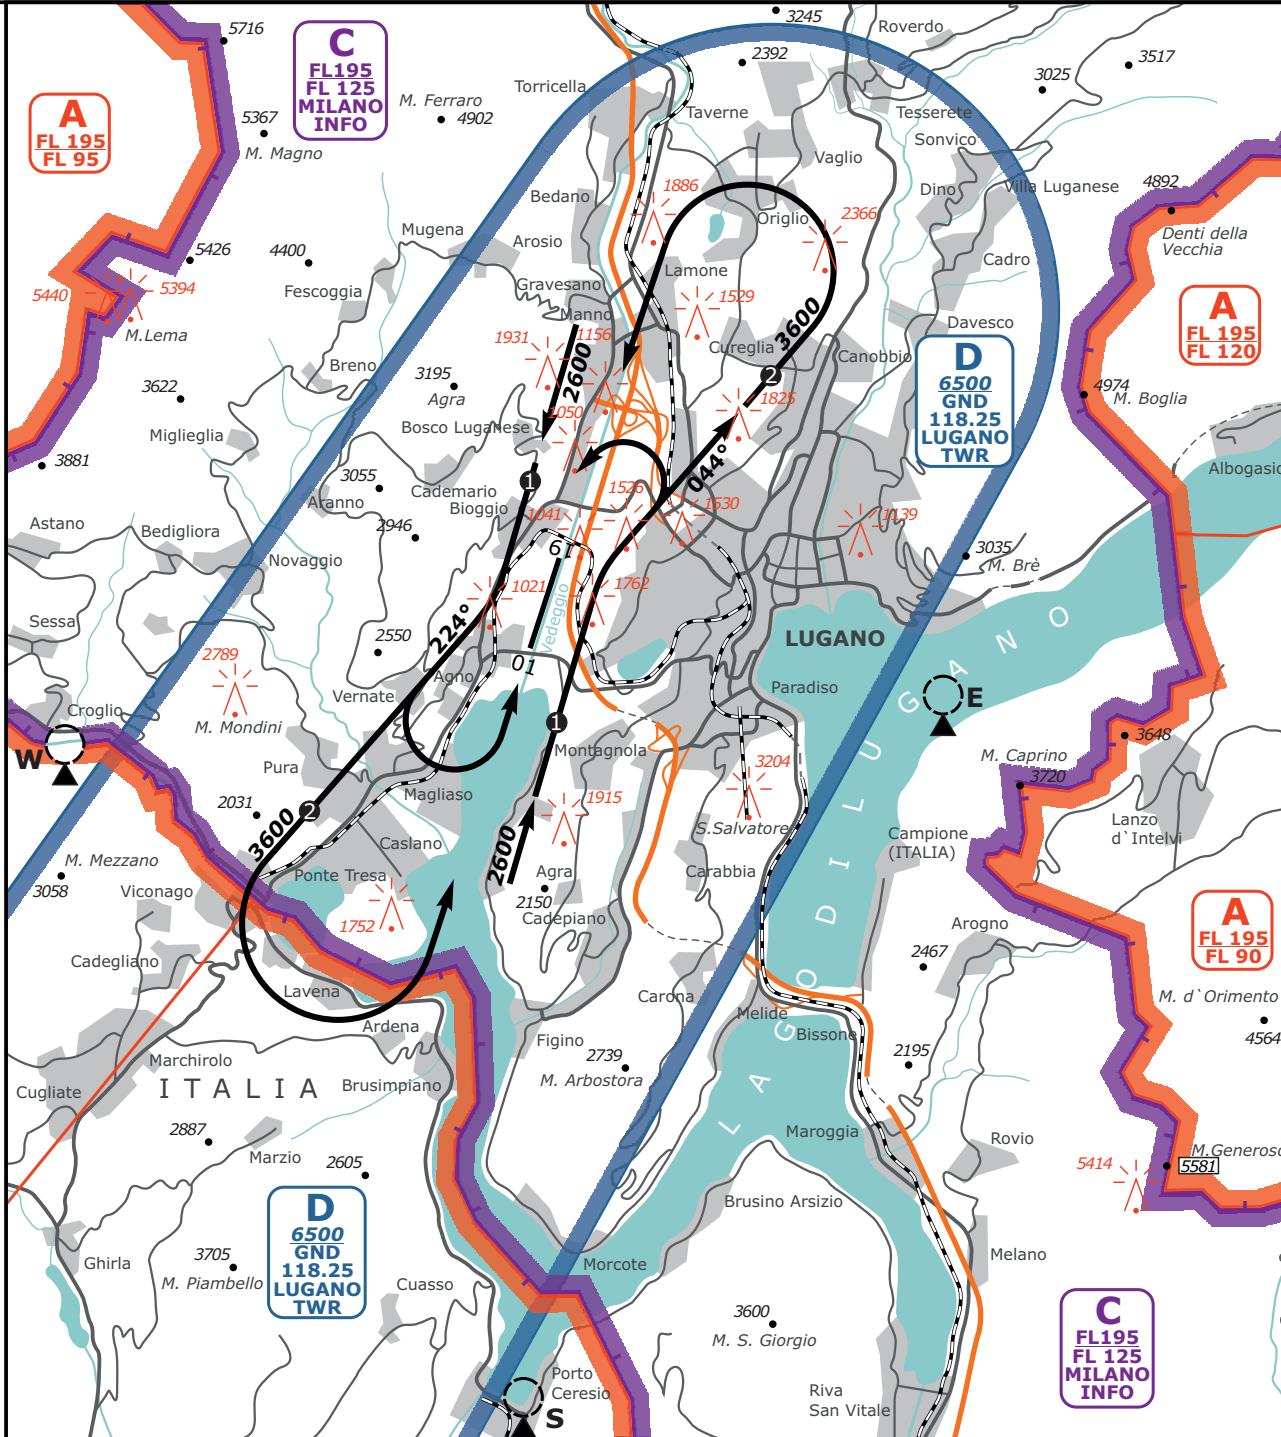 3245
Roverdo
5716
C
FL195
FL 125
MILANO
INFO
2392
3517
3025
Torricella
M. Ferraro
4902
A
FL 195
FL 95
5367
M. Magno
Taverne
Tesserete
Sonvico
Vaglio
1886
Bedano
Dino
Villa Luganese
4892
Origlio
2366
Mugena
Arosio
Denti della
Vecchia
5426
4400
Lamone
Cadro
Fescoggia
Gravesano
5440
5394
1529
A
FL 195
FL 120
M.Lema
Manno
3600
Davesco
1931
1156
2600
Cureglia
Canobbio
D
6500
GND
118.25
LUGANO
TWR
Breno
3195
Agra
2
3622
1825
4974
M. Boglia
1050
Bosco Luganese
Miglieglia
3881
3055
044°
Albogasio
Cademario
1
1526
Aranno
Bioggio
1530
Astano
1041
1139
Bedigliora
2946
19
3035
M. Brè
Novaggio
1021
1762
Vedeggio
Sessa
224°
LUGANO
2550
2789
01
Agno
Vernate
Paradiso
E
Croglio
M. Mondini
1
W
Montagnola
3648
M. Caprino
Pura
3204
3720
2031
2
Magliaso
1915
3600
S.Salvatore
Lanzo
d`Intelvi
Caslano
Campione
(ITALIA)
2600
M. Mezzano
3058
Viconago
Ponte Tresa
Agra
2150
Carabbia
A
FL 195
FL 90
1752
Cadepiano
Arogno
Cadegliano
2467
Lavena
Carona
M. d`Orimento
4564
Ardena
Melide
Bissone
Figino
2739
M. Arbostora
2195
Marchirolo
ITALIA
Brusimpiano
Cugliate
LAGO DI LUGANO
2887
Maroggia
Rovio
Marzio
2605
M.Generoso
5581
5414
D
6500
GND
118.25
LUGANO
TWR
Brusino Arsizio
3705
M. Piambello
Ghirla
Morcote
Melano
Cuasso
C
FL195
FL 125
MILANO
INFO
3600
M. S. Giorgio
Porto
Ceresio
S
Riva
San Vitale